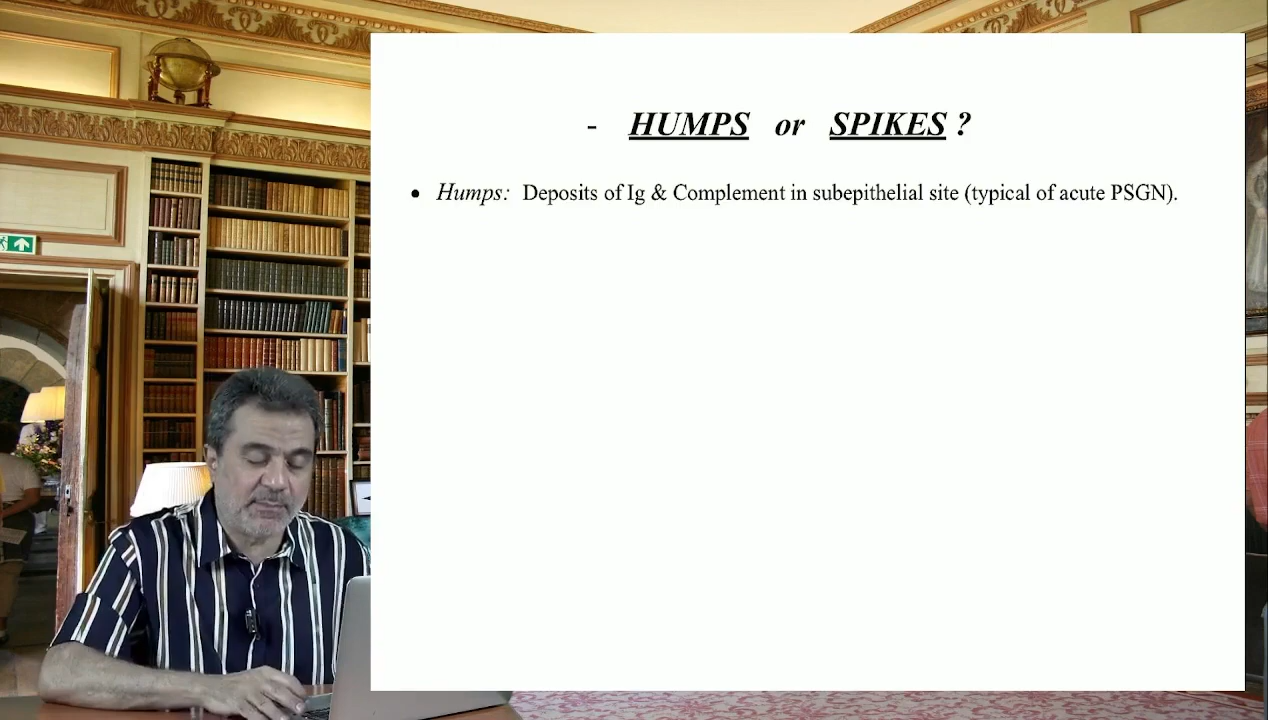 - HUMPS or SPIKES ?
• Humps: Deposits of Ig & Complement in subepithelial site (typical of acute PSGN).